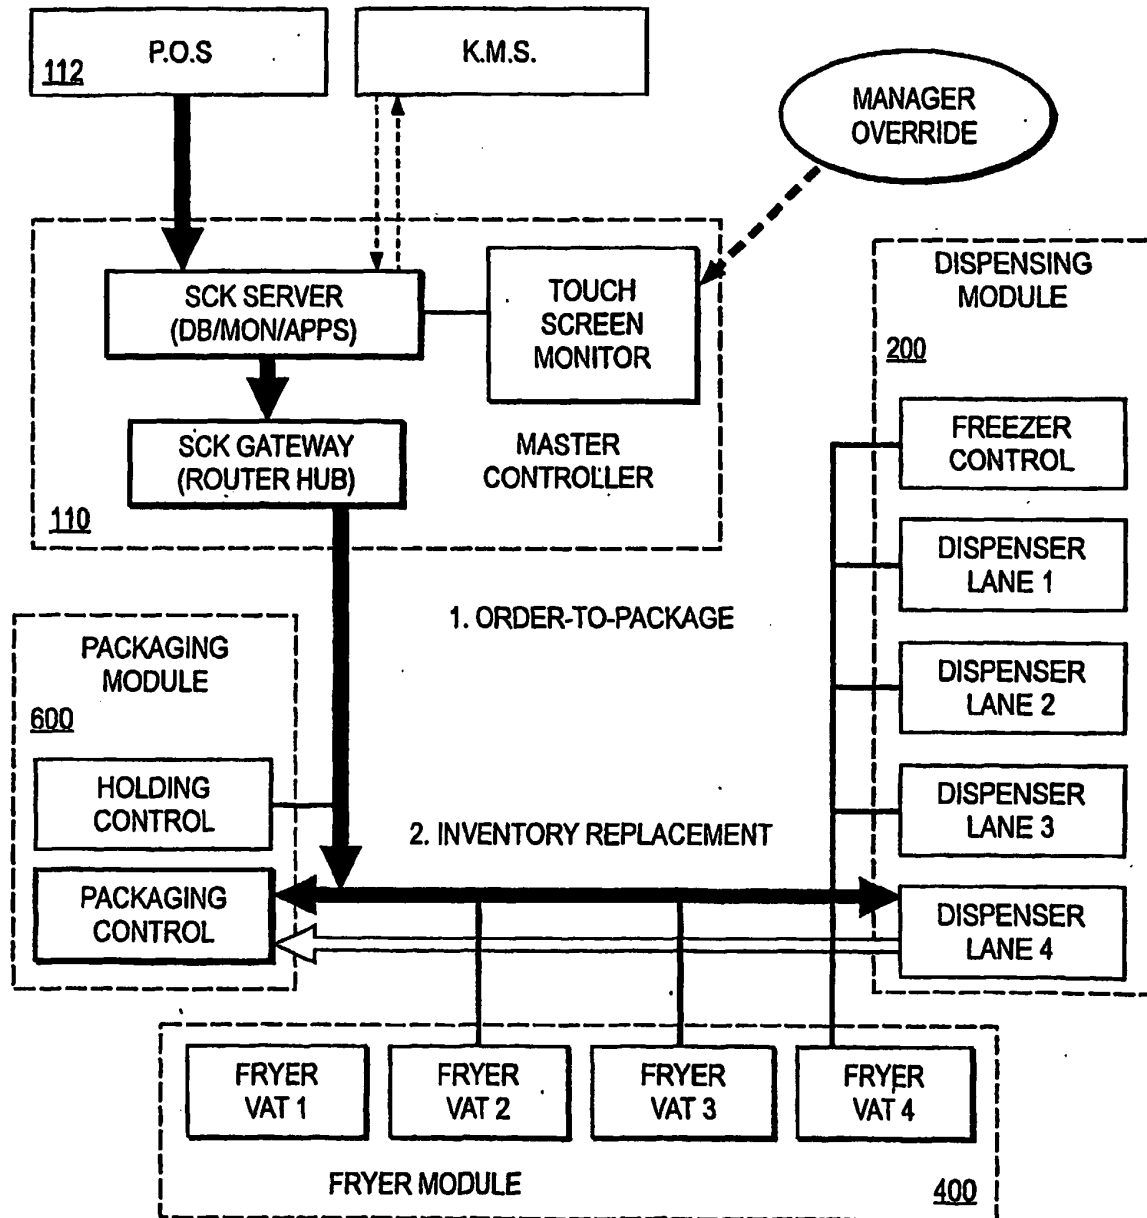 P.O.S
112
K.M.S.
MANAGER
OVERRIDE
SCK SERVER
(DB/MON/APPS)
TOUCH
SCREEN
MONITOR
SCK GATEWAY
(ROUTER HUB)
MASTER
CONTROLLER
110
DISPENSING
MODULE
200
FREEZER
CONTROL
DISPENSER
LANE 1
DISPENSER
LANE 2
DISPENSER
LANE 3
DISPENSER
LANE 4
1. ORDER-TO-PACKAGE
PACKAGING
MODULE
600
HOLDING
CONTROL
2. INVENTORY REPLACEMENT
PACKAGING
CONTROL
FRYER
VAT 1
FRYER
VAT 2
FRYER
VAT 3
FRYER
VAT 4
FRYER MODULE
400